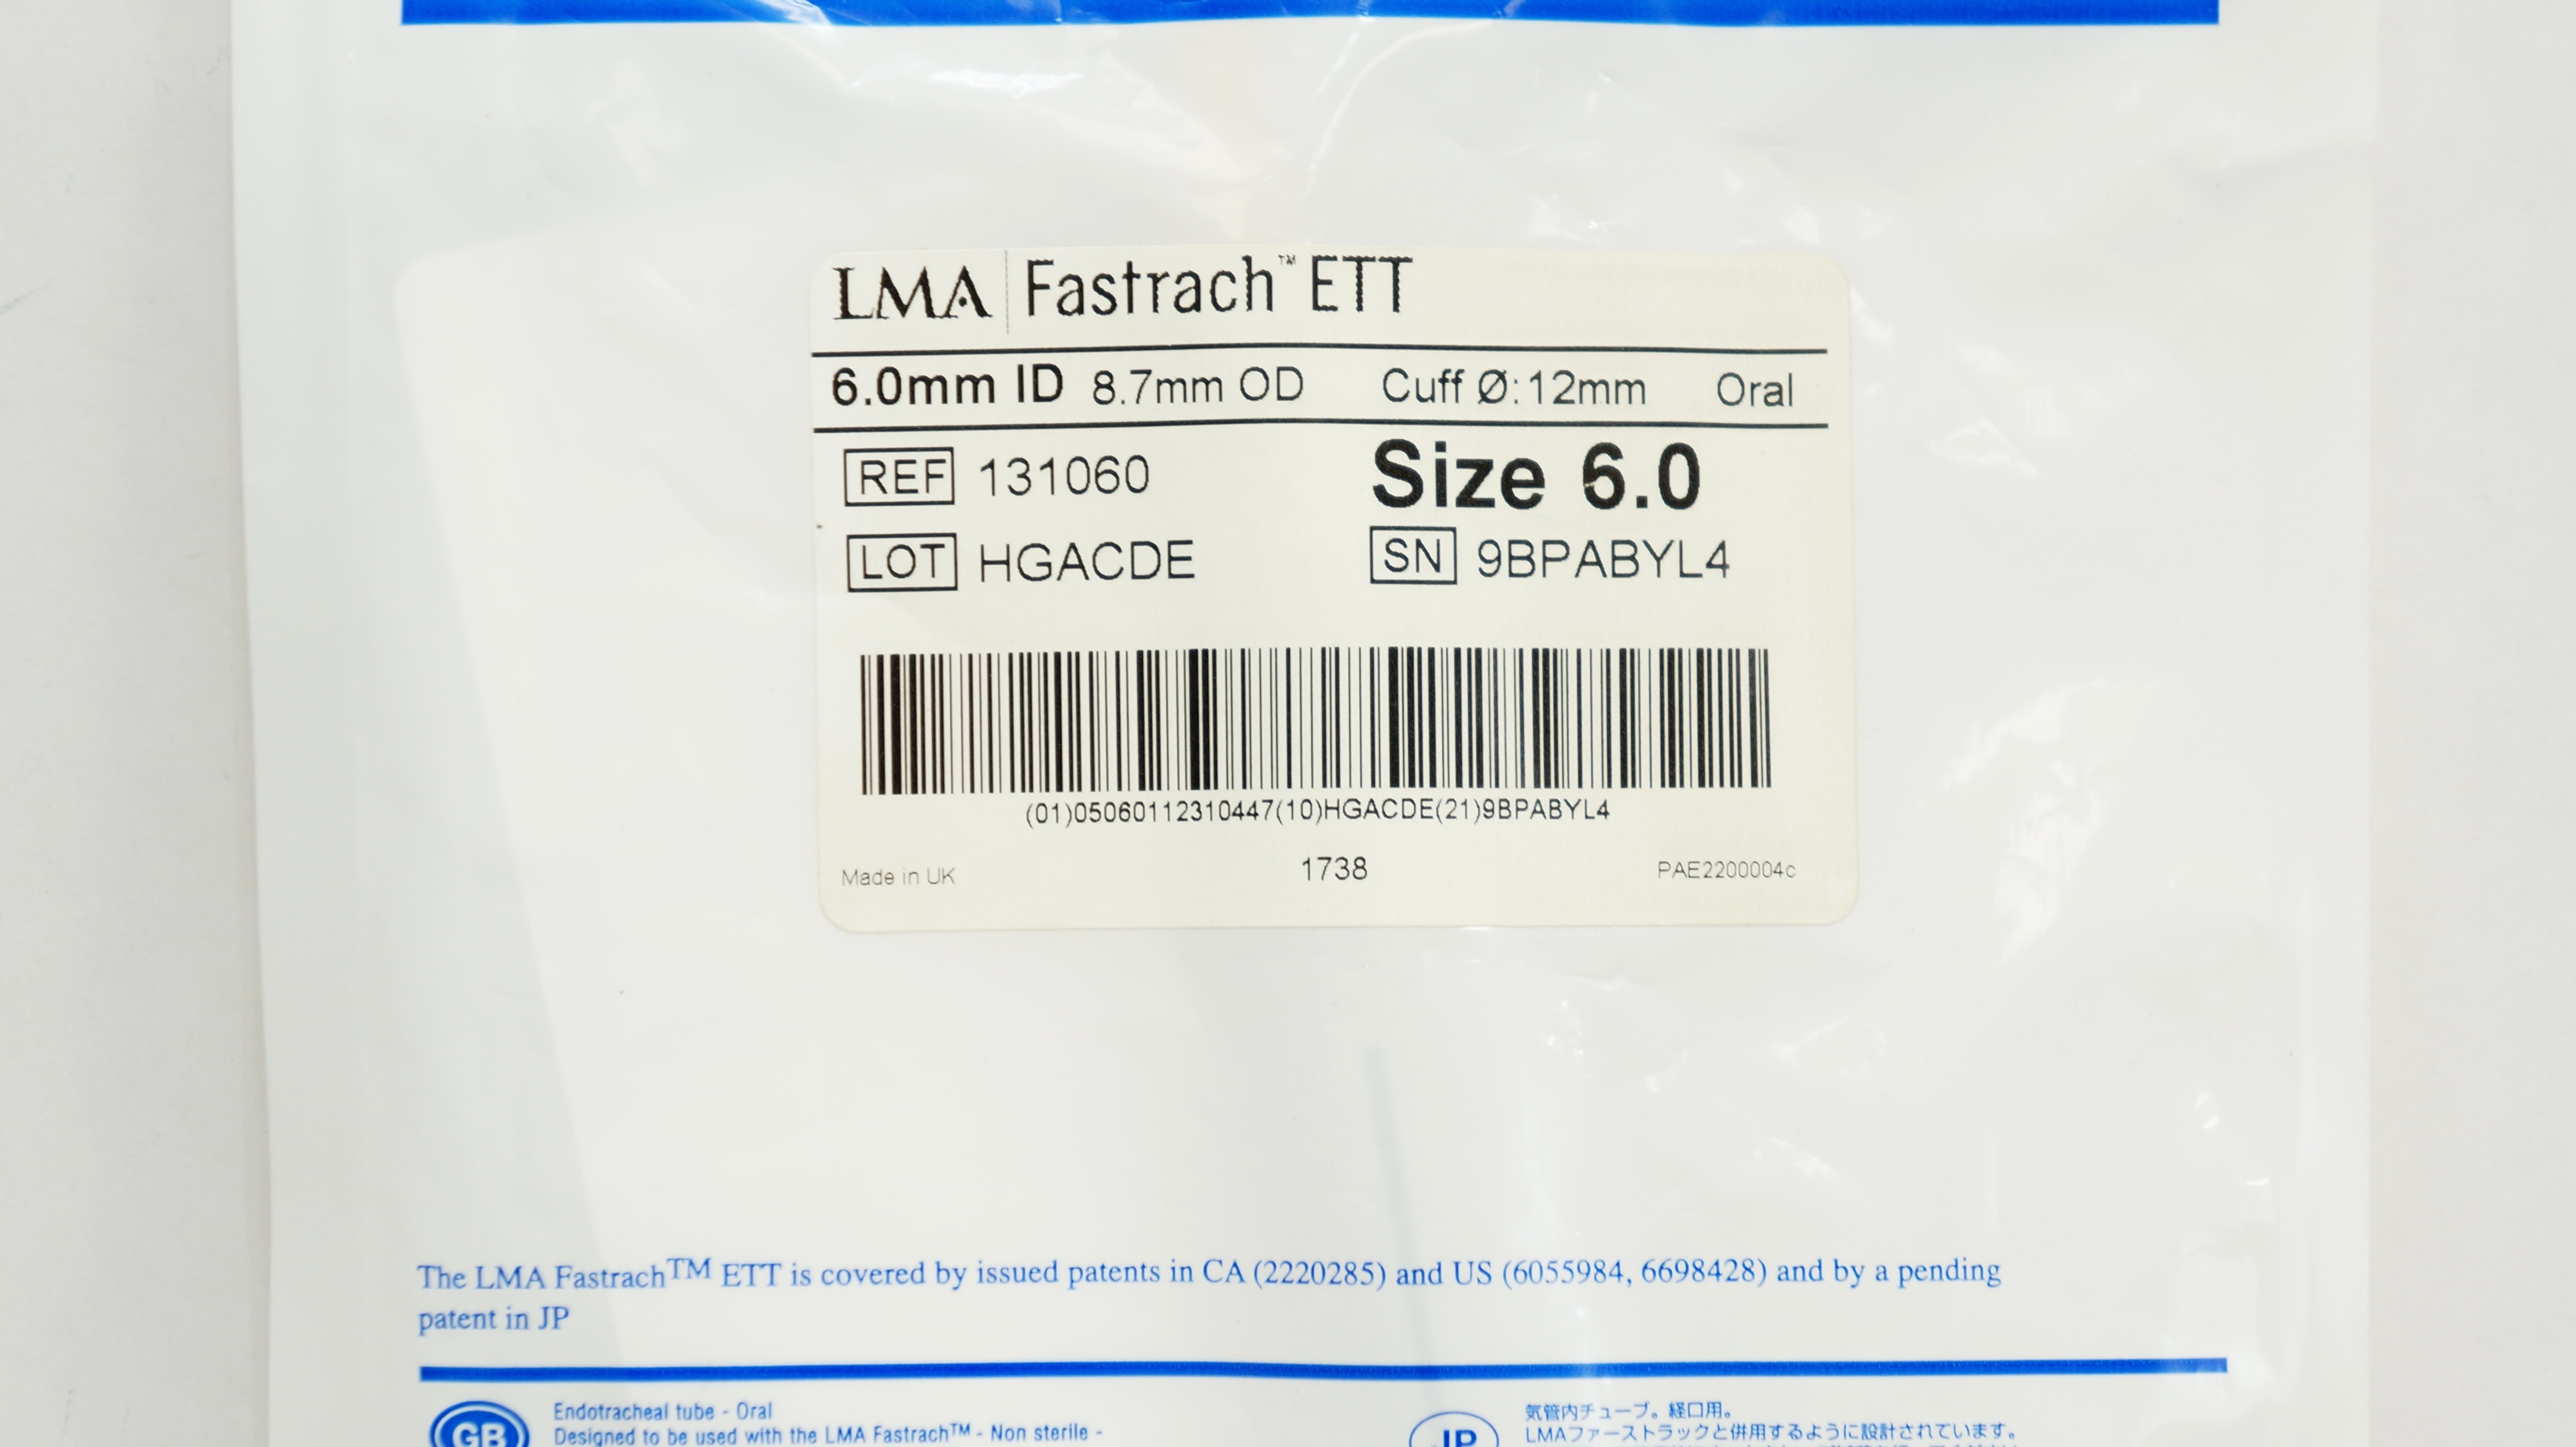 LMA Fastrach™ ETT
6.0mm ID 8.7mm OD Cuff Ø:12mm Oral
REF 131060 Size 6.0
LOT HGACDE SN 9BPABYL4
(01)05060112310447(10)HGACDE(21)9BPABYL4
Made in UK 1738 PAE2200004c
The LMA Fastrach™ ETT is covered by issued patents in CA (2220285) and US (6055984, 6698428) and by a pending
patent in JP
GB
Endotracheal tube - Oral
Designed to be used with the LMA Fastrach™ - Non sterile -
JP
気管内チューブ。経口用。
LMAファーストラックと併用するように設計されています。